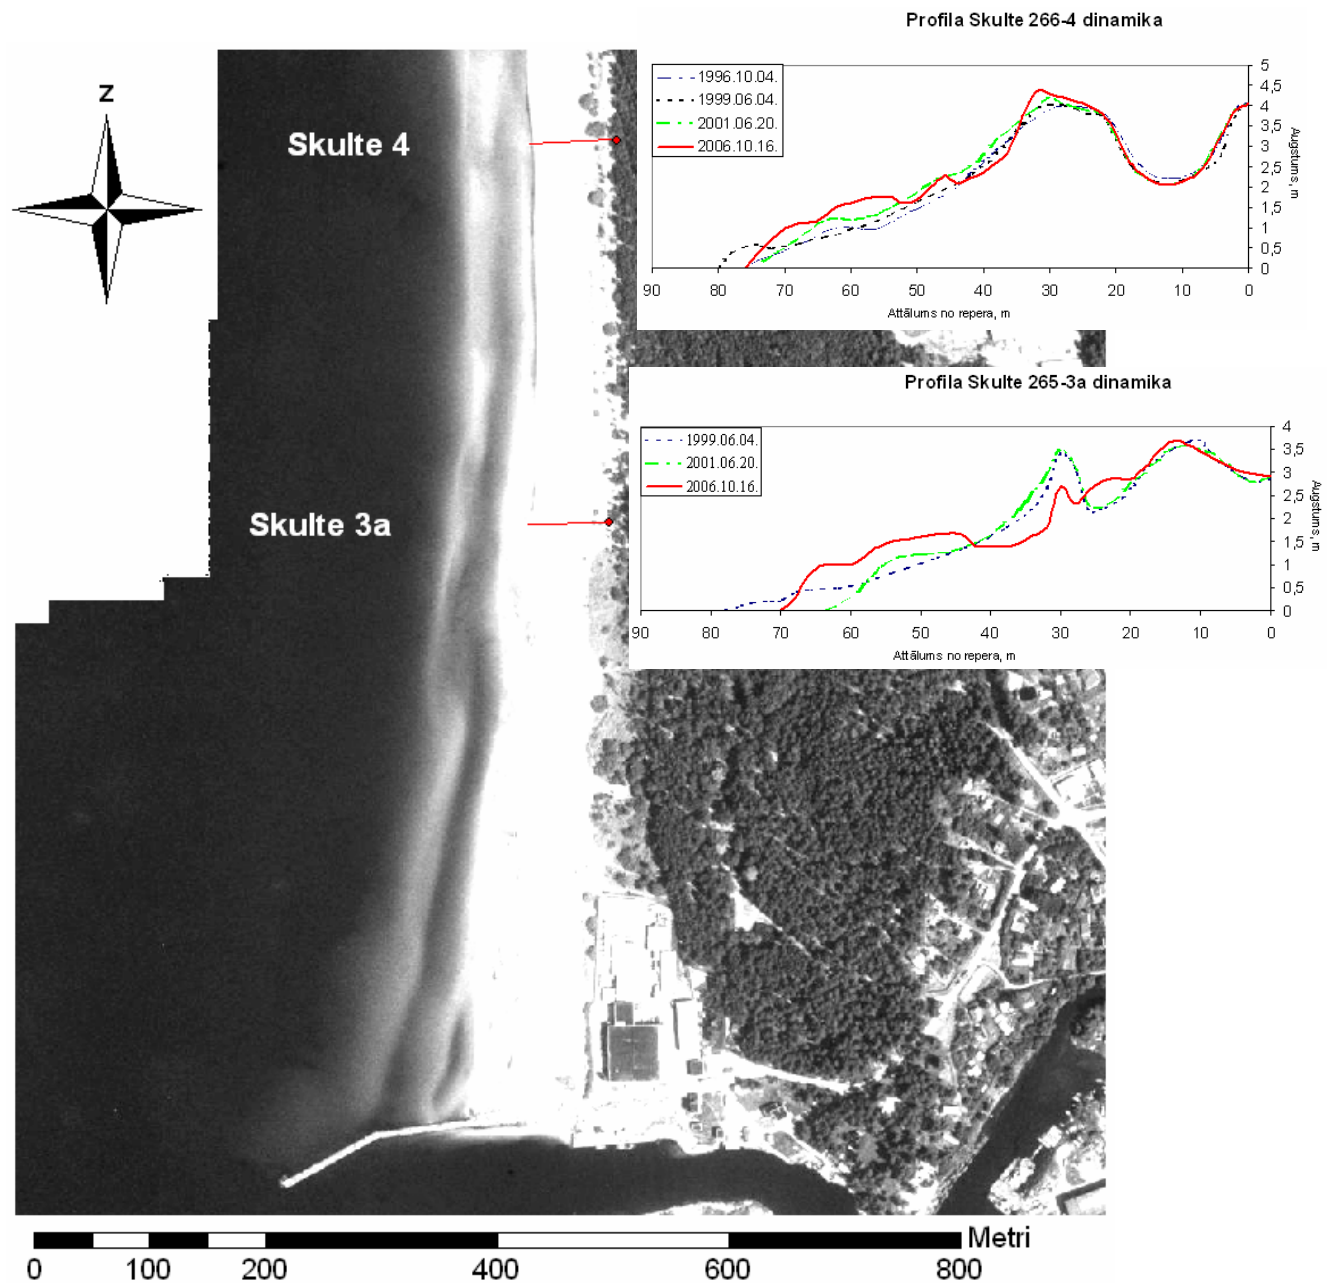 Profila Skulte 266-4 dinamika
Z
Skulte 4
1996.10.04.
1999.06.04.
2001.06.20.
2006.10.16.
5
4,5
4
3,5
3
2,5
2
1,5
1
0,5
0
Augstums, m
90 80 70 60 50 40 30 20 10 0
Attālums no repera, m
Profila Skulte 265-3a dinamika
Skulte 3a
1999.06.04.
2001.06.20.
2006.10.16.
4
3,5
3
2,5
2
1,5
1
0,5
0
Augstums, m
90 80 70 60 50 40 30 20 10 0
Attālums no repera, m
Metri
0 100 200 400 600 800